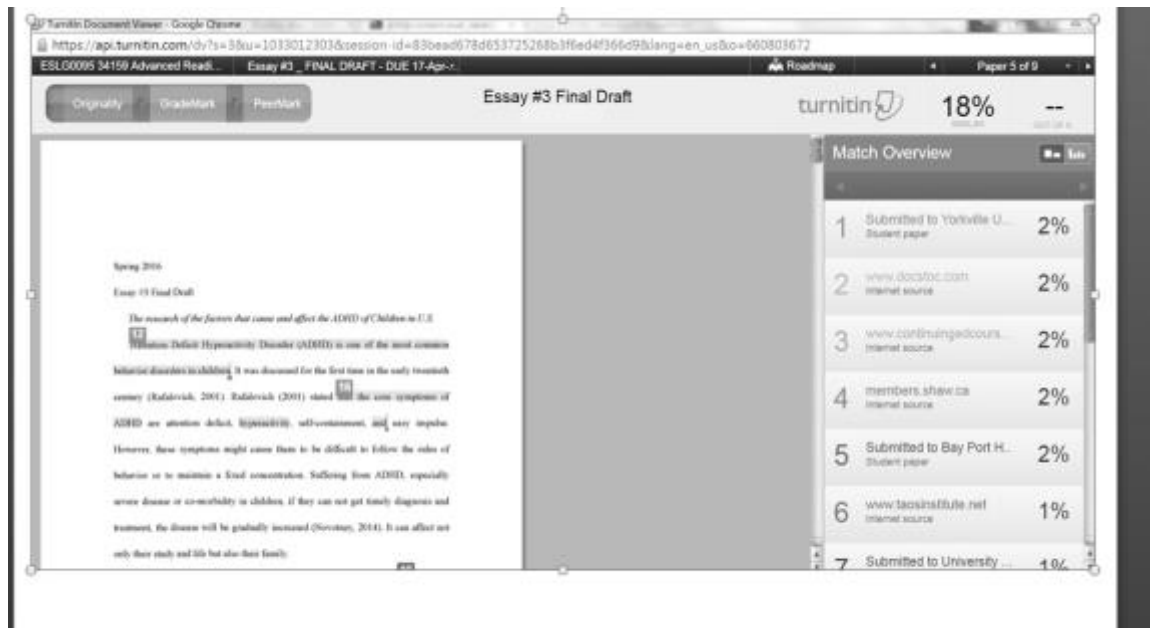 Turnitin Document Viewer - Google Chrome
https://api.turnitin.com/dv?s=3&u=1033012303&session-id=83bead678d653725268b3f6ed4f366d9&lang=en_us&o=660803672
ESLG0095 34159 Advanced Readi... Essay #3 _ FINAL DRAFT - DUE 17-Apr-r... Roadmap Paper 5 of 9
Originality GradeMark PeerMark Essay #3 Final Draft turnitin 18% --
Match Overview
1 Submitted to Yorkville U... 2%
Student paper
2 www.docstoc.com 2%
Internet source
3 www.continuingedcours... 2%
Internet source
4 members.shaw.ca 2%
Internet source
5 Submitted to Bay Port H... 2%
Student paper
6 www.taosinstitute.net 1%
Internet source
7 Submitted to University ... 1%
Spring 2016
Essay #3 Final Draft
The research of the factors that cause and affect the ADHD of Children in U.S
Deficit Hyperactivity Disorder (ADHD) is one of the most common
behavior disorders in children. It was discussed for the first time in the early twentieth
century (Rafalovich, 2001). Rafalovich (2001) stated the core symptoms of
ADHD are attention deficit, hyperactivity, self-containment, and easy impulse.
However, these symptoms might cause them to be difficult to follow the rules of
behavior or to maintain a fixed concentration. Suffering from ADHD, especially
severe disease or co-morbidity in children, if they can not get timely diagnosis and
treatment, the disease will be gradually increased (Novotney, 2014). It can affect not
only their study and life but also their family.